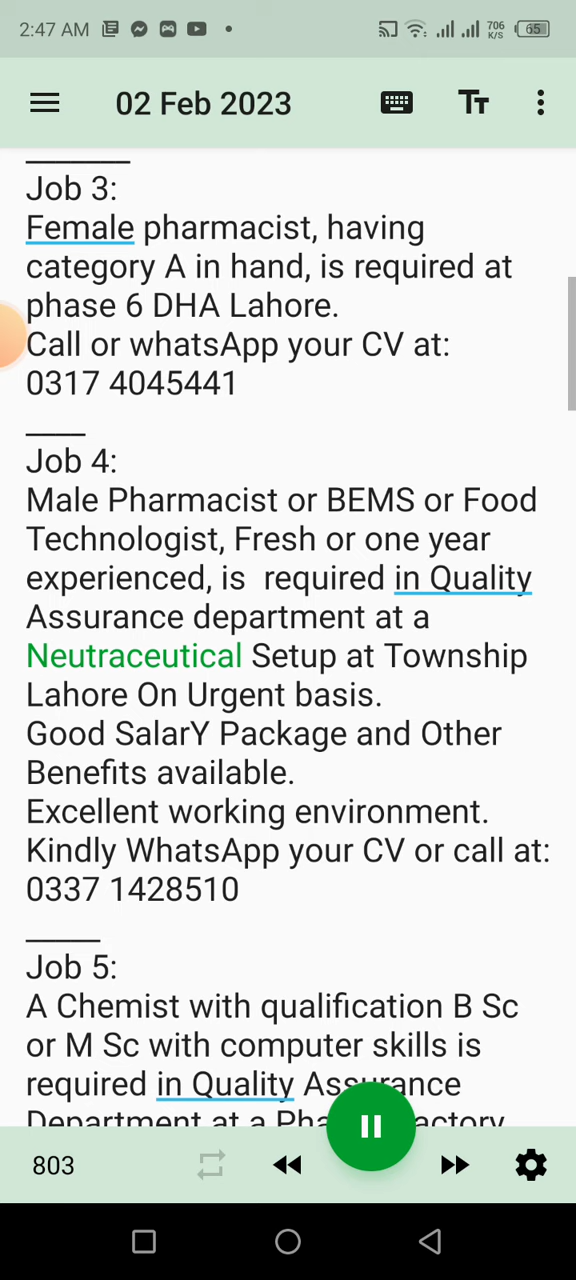 2:47 AM
706
K/S
65
02 Feb 2023
Job 3:
Female pharmacist, having
category A in hand, is required at
phase 6 DHA Lahore.
Call or whatsApp your CV at:
0317 4045441
Job 4:
Male Pharmacist or BEMS or Food
Technologist, Fresh or one year
experienced, is  required in Quality
Assurance department at a
Neutraceutical Setup at Township
Lahore On Urgent basis.
Good SalarY Package and Other
Benefits available.
Excellent working environment.
Kindly WhatsApp your CV or call at:
0337 1428510
Job 5:
A Chemist with qualification B Sc
or M Sc with computer skills is
required in Quality Assurance
Department at a
803